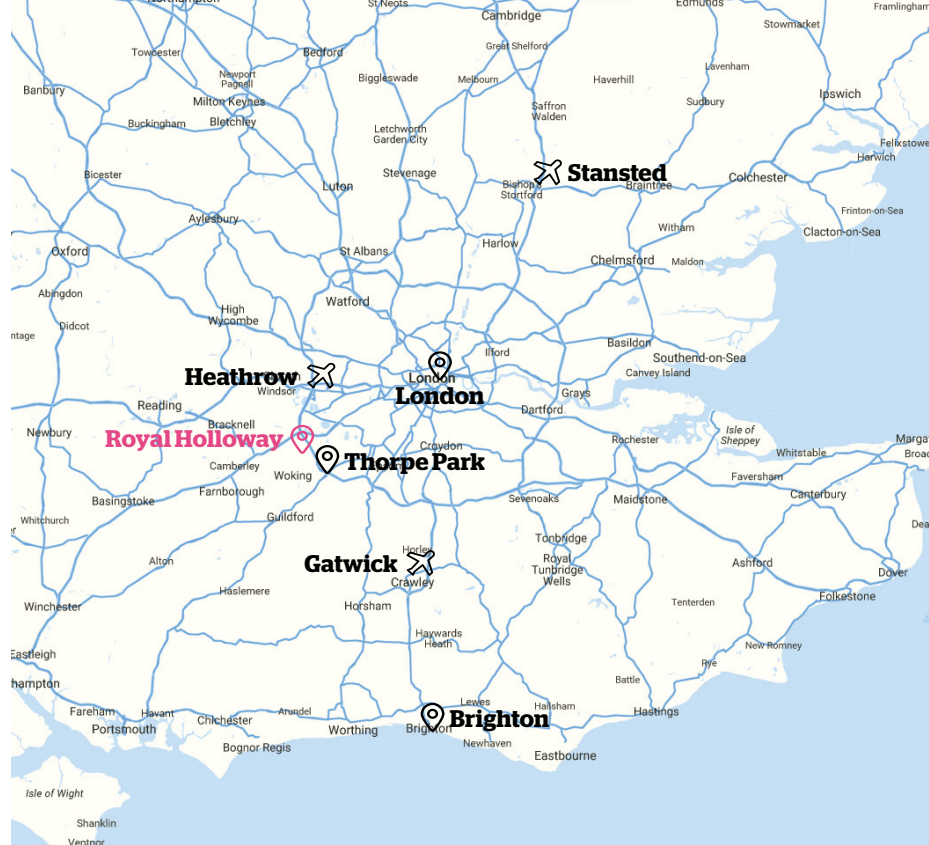 Northampton
St Neots
Cambridge
Edmunds
Framlingham
Stowmarket
Towcester
Bedford
Great Shelford
Lavenham
Newport
Pagnell
Biggleswade
Melbourn
Haverhill
Banbury
Milton Keynes
Sudbury
Ipswich
Buckingham
Bletchley
Saffron
Walden
Letchworth
Garden City
Felixstowe
Harwich
Bicester
Stevenage
Stansted
Luton
Bishop's
Stortford
Braintree
Colchester
Aylesbury
Frinton-on-Sea
Witham
Clacton-on-Sea
Oxford
St Albans
Harlow
Chelmsford
Maldon
Abingdon
Watford
High
Wycombe
Didcot
ntage
Basildon
Ilford
Southend-on-Sea
Canvey Island
Heathrow
London
Windsor
London
Grays
Reading
Dartford
Bracknell
Newbury
Royal Holloway
Croydon
Rochester
Isle of
Sheppey
Whitstable
Margat
Broad
Thorpe Park
Camberley
Woking
Faversham
Farnborough
Canterbury
Basingstoke
Sevenoaks
Maidstone
Whitchurch
Guildford
Dea
Tonbridge
Horley
Gatwick
Alton
Royal
Tunbridge
Wells
Ashford
Dover
Crawley
Haslemere
Folkestone
Winchester
Horsham
Tenterden
Haywards
Heath
New Romney
Eastleigh
Rye
hampton
Battle
Lewes
Hailsham
Fareham
Havant
Arundel
Hastings
Chichester
Brighton
Brighton
Portsmouth
Worthing
Newhaven
Bognor Regis
Eastbourne
Isle of Wight
Shanklin
Ventnor